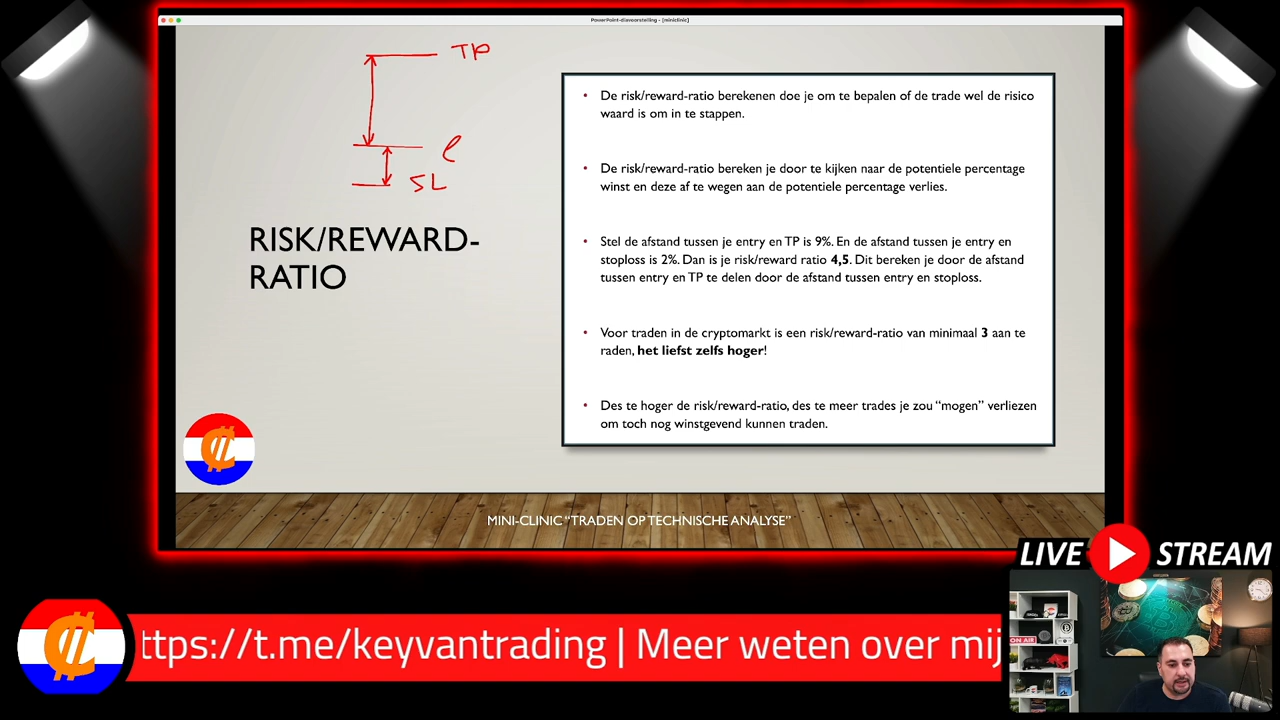 PowerPoint-diavoorstelling - [miniclinic]
TP
e
SL
RISK/REWARD-
RATIO
De risk/reward-ratio berekenen doe je om te bepalen of de trade wel de risico
waard is om in te stappen.
De risk/reward-ratio bereken je door te kijken naar de potentiele percentage
winst en deze af te wegen aan de potentiele percentage verlies.
Stel de afstand tussen je entry en TP is 9%. En de afstand tussen je entry en
stoploss is 2%. Dan is je risk/reward ratio 4,5. Dit bereken je door de afstand
tussen entry en TP te delen door de afstand tussen entry en stoploss.
Voor traden in de cryptomarkt is een risk/reward-ratio van minimaal 3 aan te
raden, het liefst zelfs hoger!
Des te hoger de risk/reward-ratio, des te meer trades je zou “mogen” verliezen
om toch nog winstgevend kunnen traden.
MINI-CLINIC “TRADEN OP TECHNISCHE ANALYSE”
LIVE STREAM
ON AIR
ttps://t.me/keyvantrading | Meer weten over mij